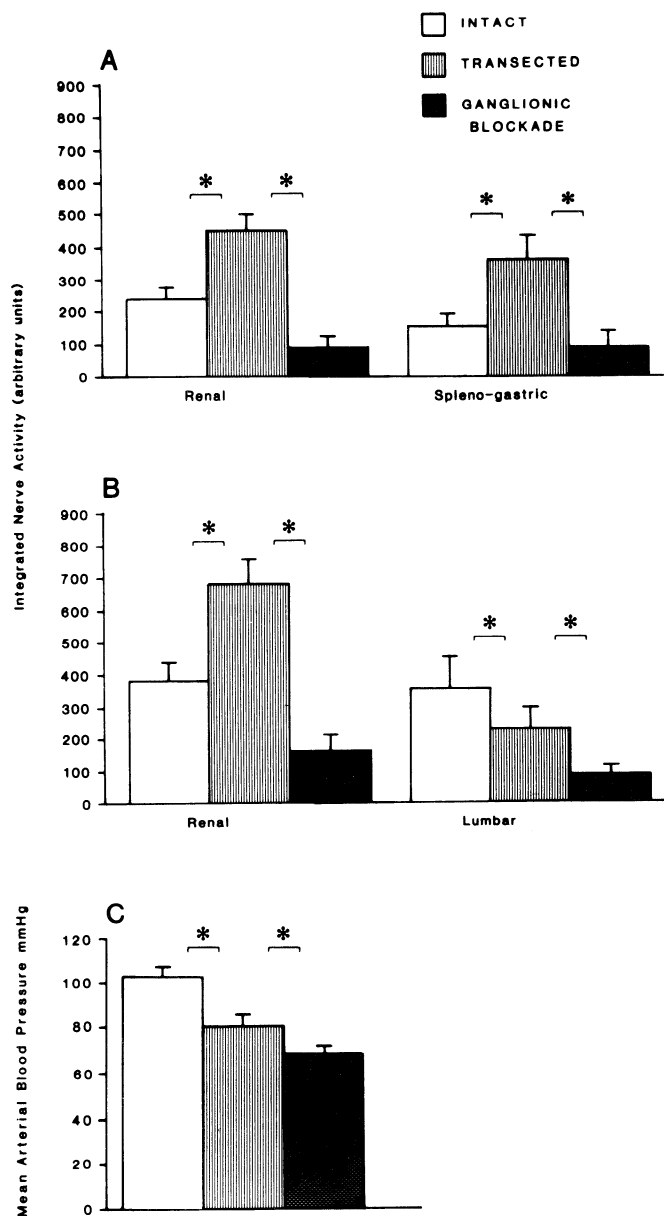 INTACT
TRANSECTED
GANGLIONIC
BLOCKADE
A
900
800
700
600
500
400
300
200
100
0
* * * *
Renal Spleno-gastric
Integrated Nerve Activity (arbitrary units)
B
900
800
700
600
500
400
300
200
100
0
* * * *
Renal Lumbar
C
Mean Arterial Blood Pressure mmHg
120
100
80
60
40
20
0
* *